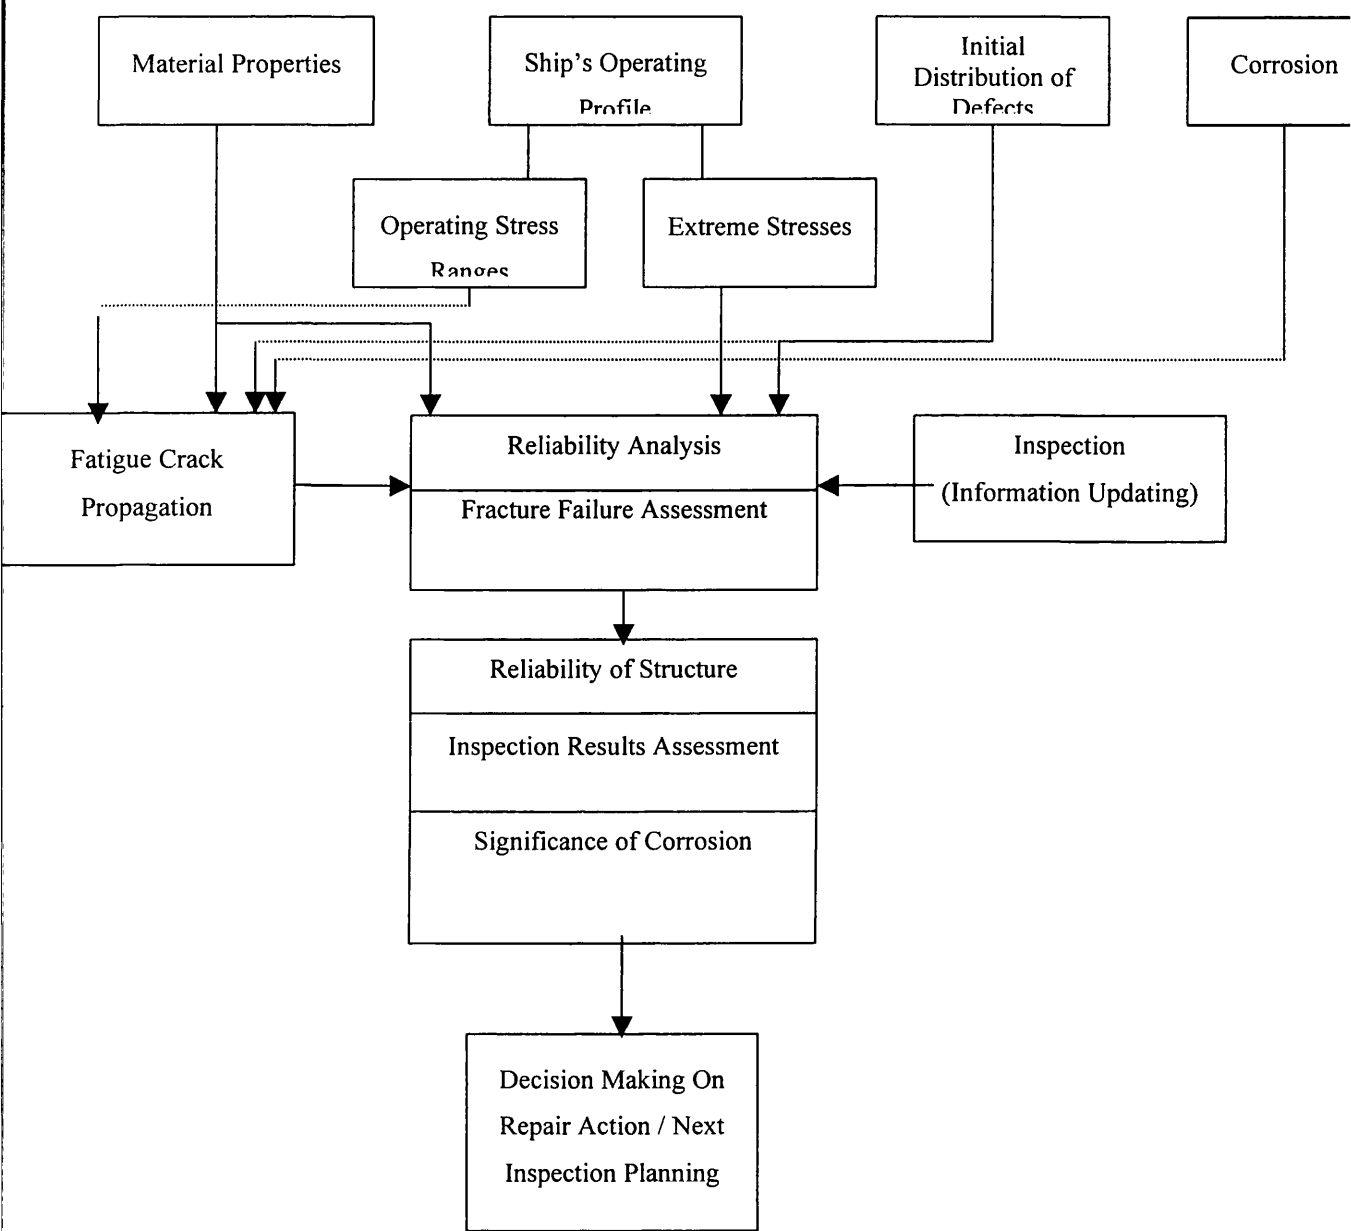 Material Properties
Ship's Operating
Profile
Initial
Distribution of
Defects
Corrosion
Operating Stress
Ranges
Extreme Stresses
Fatigue Crack
Propagation
Reliability Analysis
Fracture Failure Assessment
Inspection
(Information Updating)
Reliability of Structure
Inspection Results Assessment
Significance of Corrosion
Decision Making On
Repair Action / Next
Inspection Planning